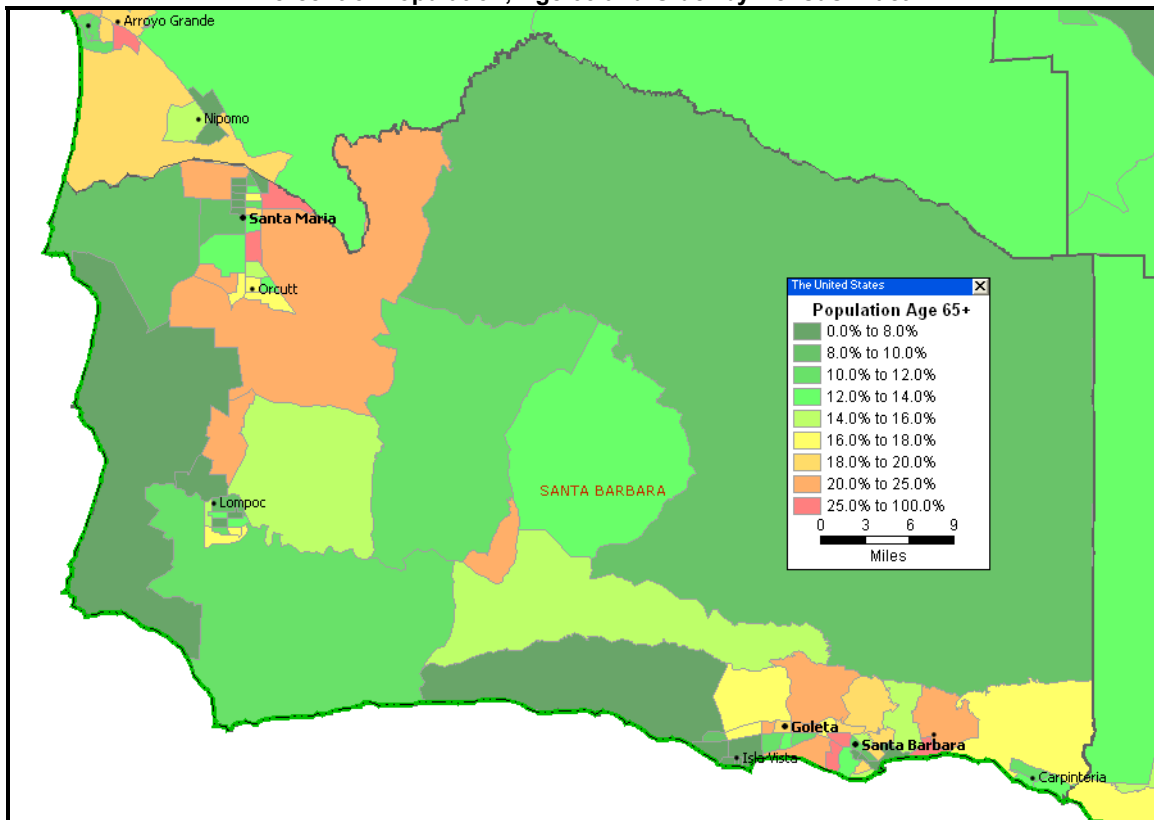 Arroyo Grande
Nipomo
Santa Maria
Orcutt
The United States
Population Age 65+
0.0% to 8.0%
8.0% to 10.0%
10.0% to 12.0%
12.0% to 14.0%
14.0% to 16.0%
16.0% to 18.0%
18.0% to 20.0%
20.0% to 25.0%
25.0% to 100.0%
0 3 6 9
Miles
Lompoc
SANTA BARBARA
Goleta
Santa Barbara
Isla Vista
Carpinteria